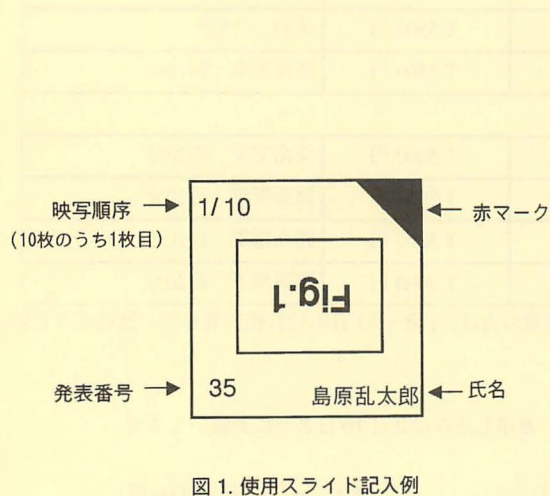 映写順序
(10枚のうち1枚目)
1/10
赤マーク
Fig.1
発表番号
35
島原乱太郎
氏名
図 1. 使用スライド記入例